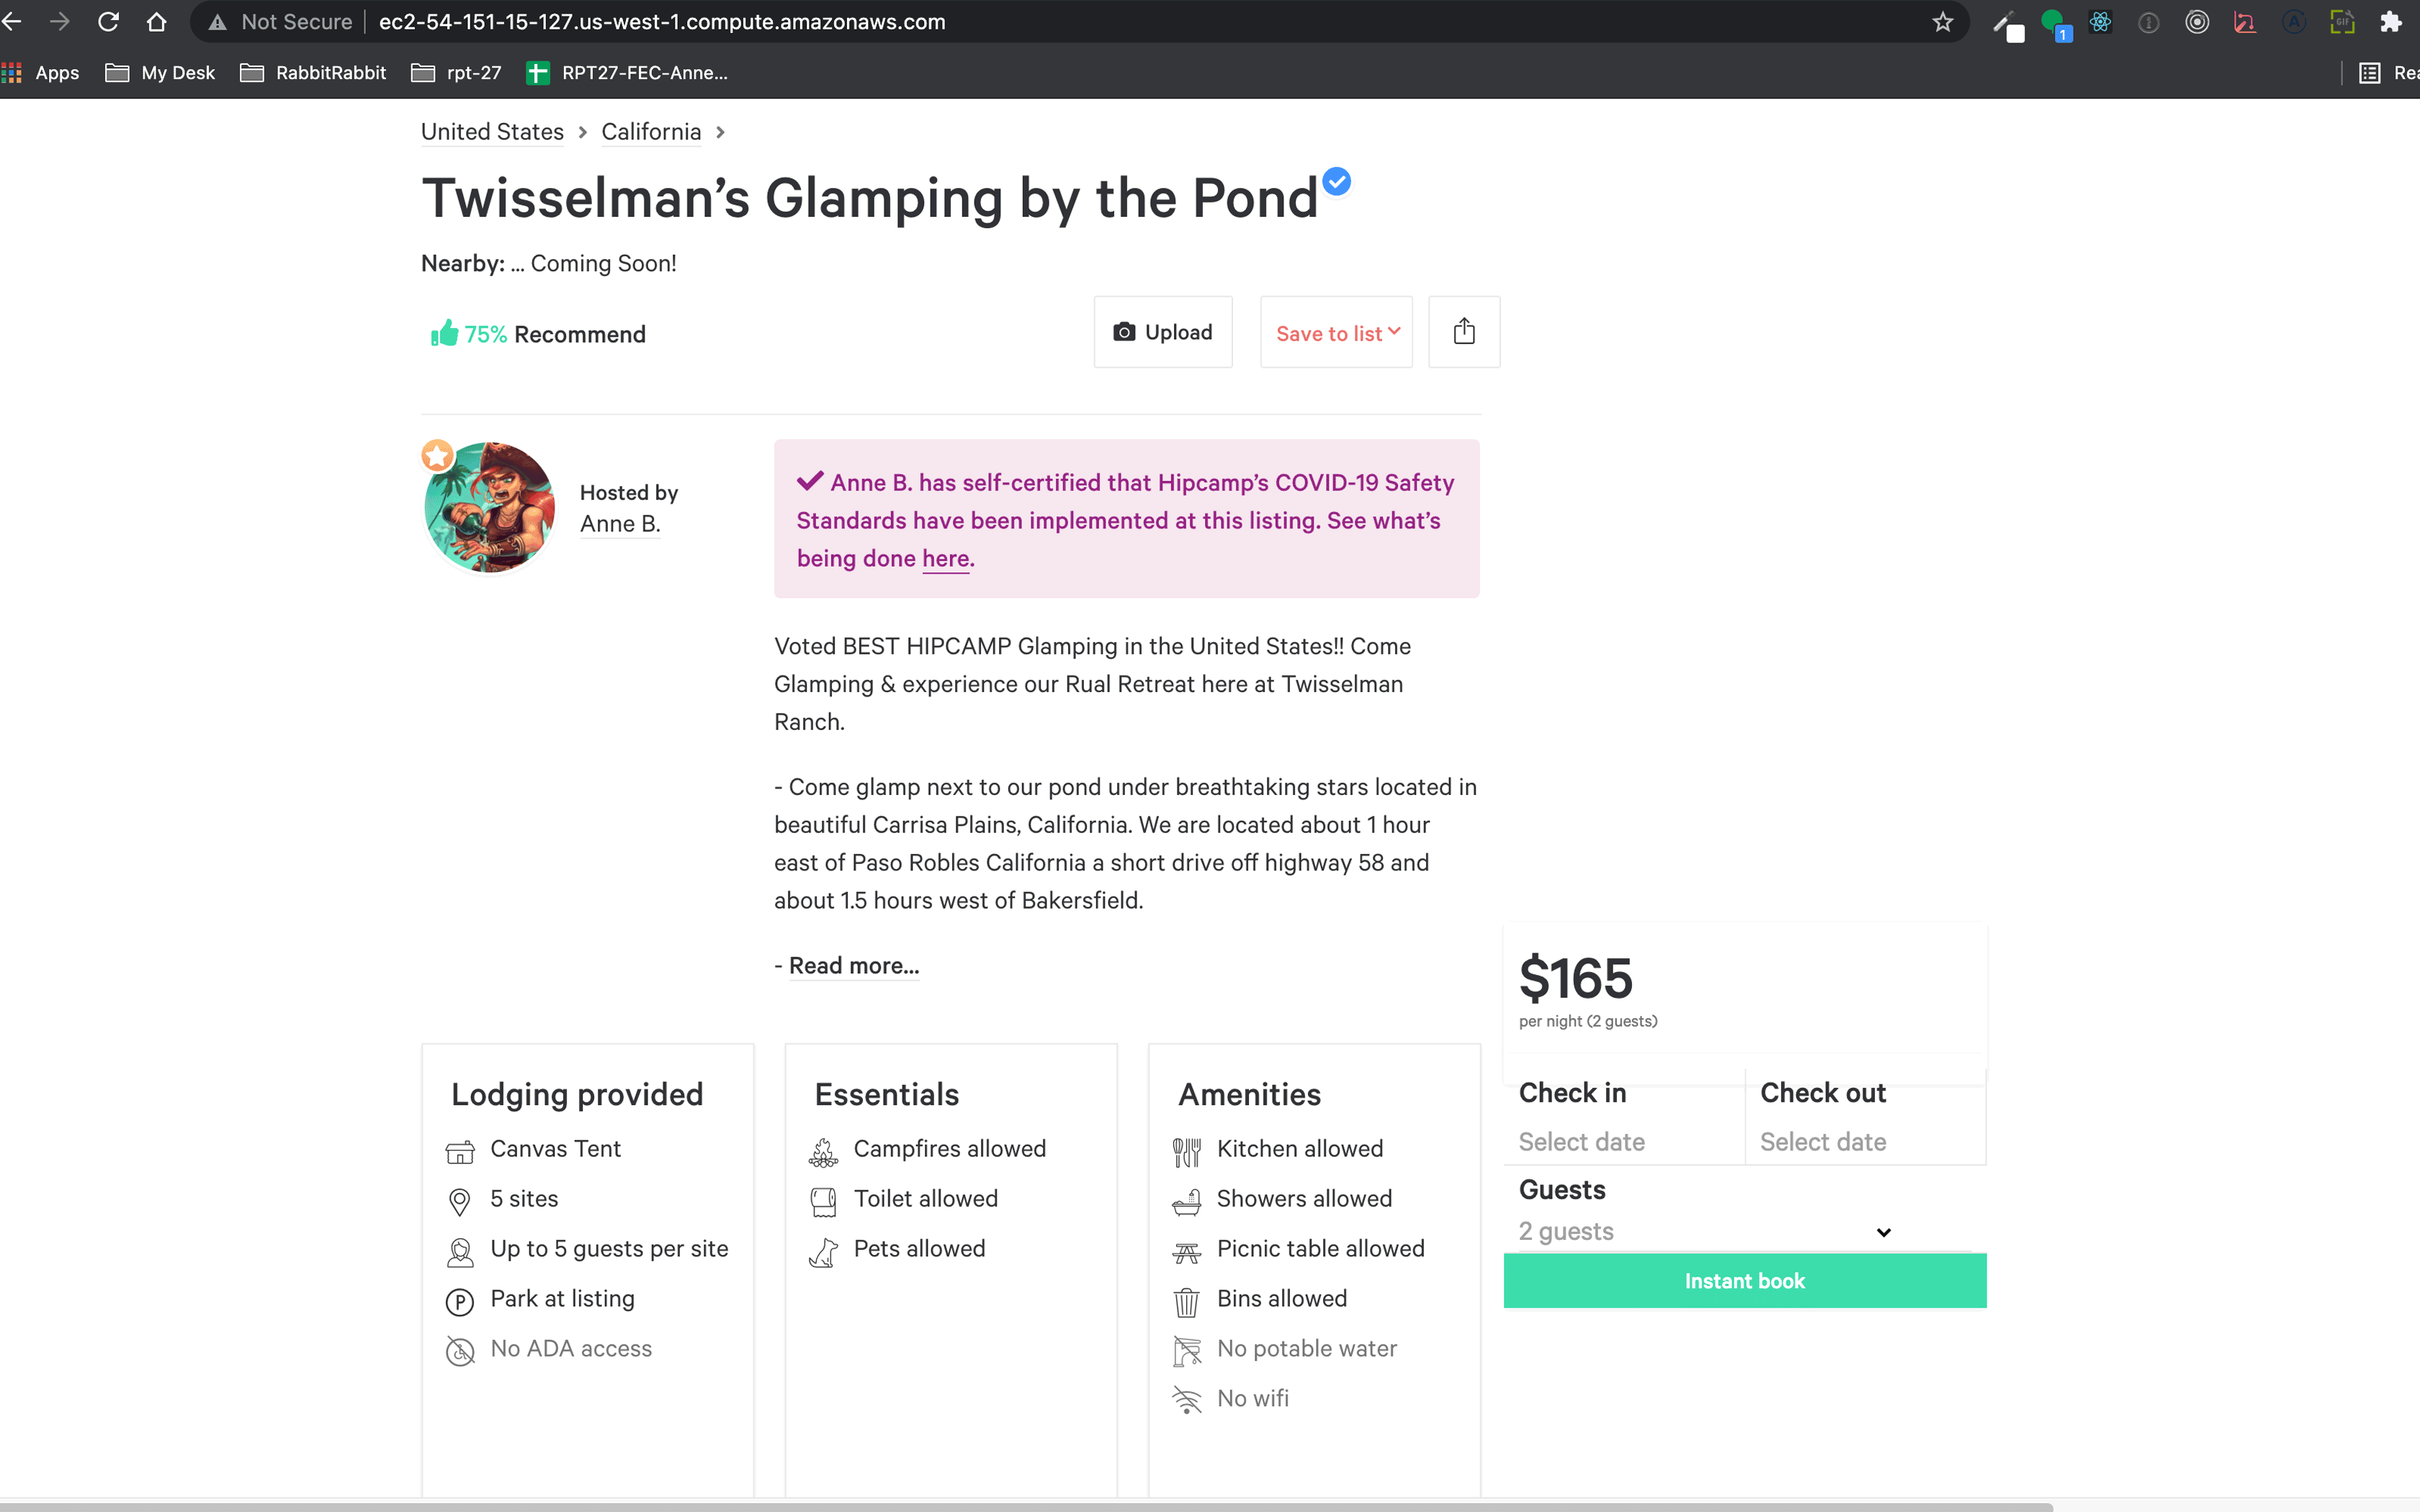 Not Secure ec2-54-151-15-127.us-west-1.compute.amazonaws.com
1
GIF
Apps My Desk RabbitRabbit rpt-27 RPT27-FEC-Anne... Rea
United States > California >
Twisselman’s Glamping by the Pond
Nearby: ... Coming Soon!
75% Recommend
Upload
Save to list
Hosted by
Anne B.
Anne B. has self-certified that Hipcamp’s COVID-19 Safety
Standards have been implemented at this listing. See what’s
being done here.
Voted BEST HIPCAMP Glamping in the United States!! Come
Glamping & experience our Rual Retreat here at Twisselman
Ranch.
- Come glamp next to our pond under breathtaking stars located in
beautiful Carrisa Plains, California. We are located about 1 hour
east of Paso Robles California a short drive off highway 58 and
about 1.5 hours west of Bakersfield.
- Read more...
Lodging provided
Canvas Tent
5 sites
Up to 5 guests per site
P Park at listing
No ADA access
Essentials
Campfires allowed
Toilet allowed
Pets allowed
Amenities
Kitchen allowed
Showers allowed
Picnic table allowed
Bins allowed
No potable water
No wifi
$165
per night (2 guests)
Check in
Select date
Check out
Select date
Guests
2 guests
Instant book